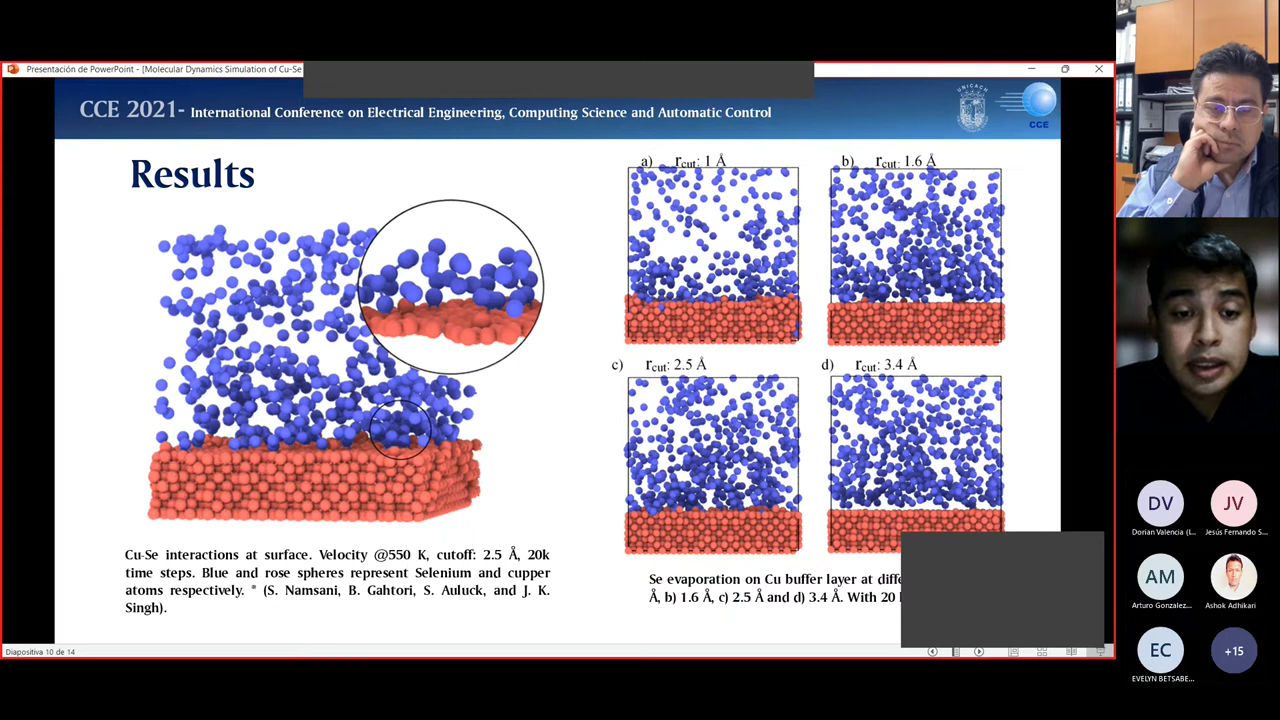 Presentación de PowerPoint - [Molecular Dynamics Simulation of Cu-Se
CCE 2021- International Conference on Electrical Engineering, Computing Science and Automatic Control
UNICACH
CCE
Results
a) rcut: 1 Å
b) rcut: 1.6 Å
c) rcut: 2.5 Å
d) rcut: 3.4 Å
Cu-Se interactions at surface. Velocity @550 K, cutoff: 2.5 Å, 20k
time steps. Blue and rose spheres represent Selenium and cupper
atoms respectively. * (S. Namsani, B. Gahtori, S. Auluck, and J. K.
Singh).
Se evaporation on Cu buffer layer at
Å, b) 1.6 Å, c) 2.5 Å and d) 3.4 Å. With 20
Diapositiva 10 de 14
DV
Dorian Valencia (
JV
Jesús Fernando S...
AM
Arturo Gonzalez...
Ashok Adhikari
EC
EVELYN BETSABE...
+15